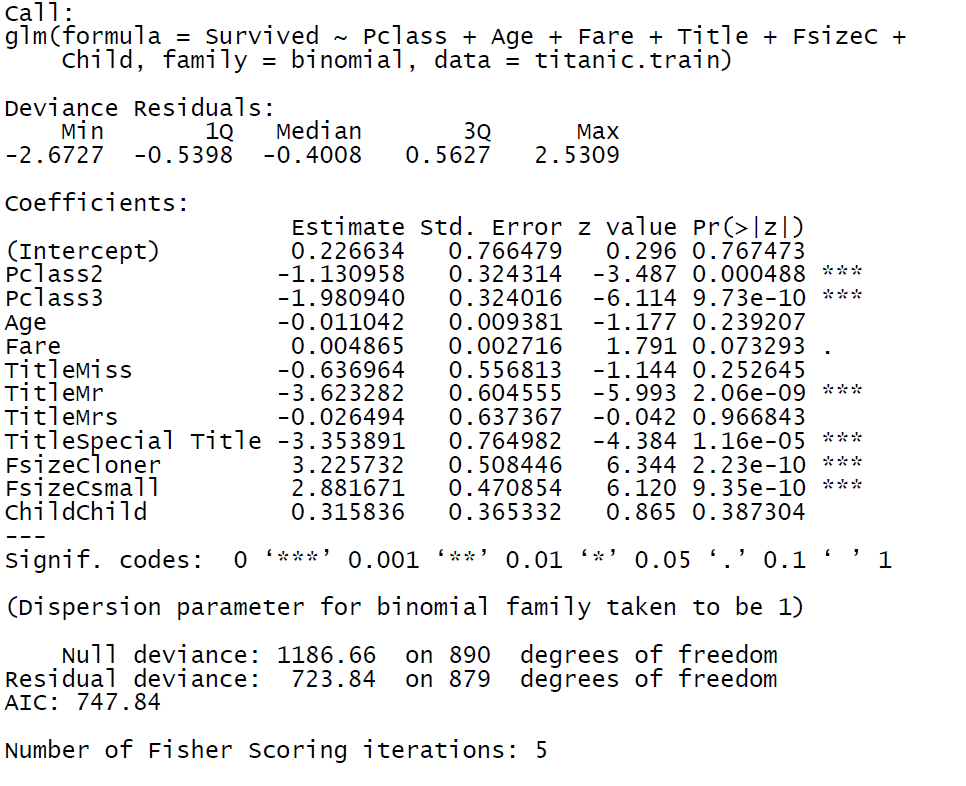 Call:
glm(formula = Survived ~ Pclass + Age + Fare + Title + FsizeC +
    Child, family = binomial, data = titanic.train)

Deviance Residuals:
    Min       1Q   Median       3Q      Max
-2.6727  -0.5398  -0.4008   0.5627   2.5309

Coefficients:
                    Estimate Std. Error z value Pr(>|z|)
(Intercept)         0.226634   0.766479   0.296 0.767473
Pclass2            -1.130958   0.324314  -3.487 0.000488 ***
Pclass3            -1.980940   0.324016  -6.114 9.73e-10 ***
Age                -0.011042   0.009381  -1.177 0.239207
Fare                0.004865   0.002716   1.791 0.073293 .
TitleMiss          -0.636964   0.556813  -1.144 0.252645
TitleMr            -3.623282   0.604555  -5.993 2.06e-09 ***
TitleMrs           -0.026494   0.637367  -0.042 0.966843
TitleSpecial Title -3.353891   0.764982  -4.384 1.16e-05 ***
FsizeCloner         3.225732   0.508446   6.344 2.23e-10 ***
FsizeCsmall         2.881671   0.470854   6.120 9.35e-10 ***
ChildChild          0.315836   0.365332   0.865 0.387304
---
Signif. codes:  0 ‘***’ 0.001 ‘**’ 0.01 ‘*’ 0.05 ‘.’ 0.1 ‘ ’ 1

(Dispersion parameter for binomial family taken to be 1)

    Null deviance: 1186.66  on 890  degrees of freedom
Residual deviance:  723.84  on 879  degrees of freedom
AIC: 747.84

Number of Fisher Scoring iterations: 5